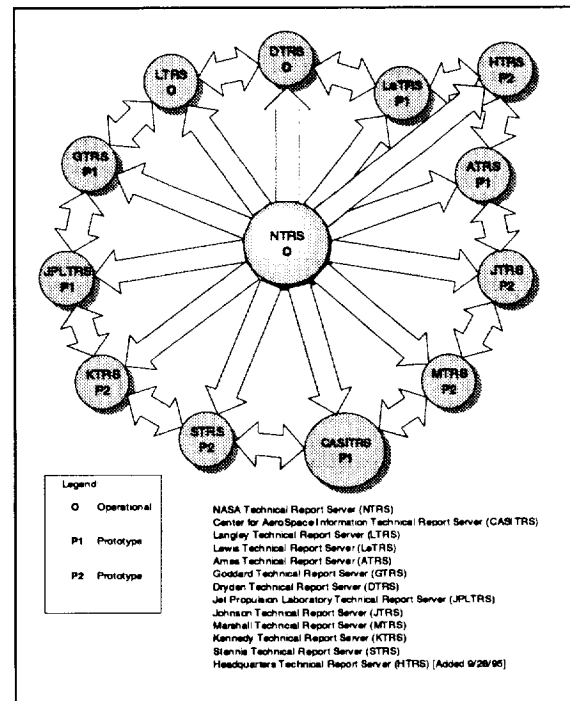 DTRS
O
HTRS
P2
LTRS
O
LeTRS
P1
GTRS
P1
ATRS
P1
NTRS
O
JPLTRS
P1
JTRS
P2
KTRS
P2
MTRS
P2
STRS
P2
CASITRS
P1
Legend
O Operational
P1 Prototype
P2 Prototype
NASA Technical Report Server (NTRS)
Center for AeroSpace Information Technical Report Server (CASITRS)
Langley Technical Report Server (LTRS)
Lewis Technical Report Server (LeTRS)
Ames Technical Report Server (ATRS)
Goddard Technical Report Server (GTRS)
Dryden Technical Report Server (DTRS)
Jet Propulsion Laboratory Technical Report Server (JPLTRS)
Johnson Technical Report Server (JTRS)
Marshall Technical Report Server (MTRS)
Kennedy Technical Report Server (KTRS)
Stennis Technical Report Server (STRS)
Headquarters Technical Report Server (HTRS) [Added 9/28/95]